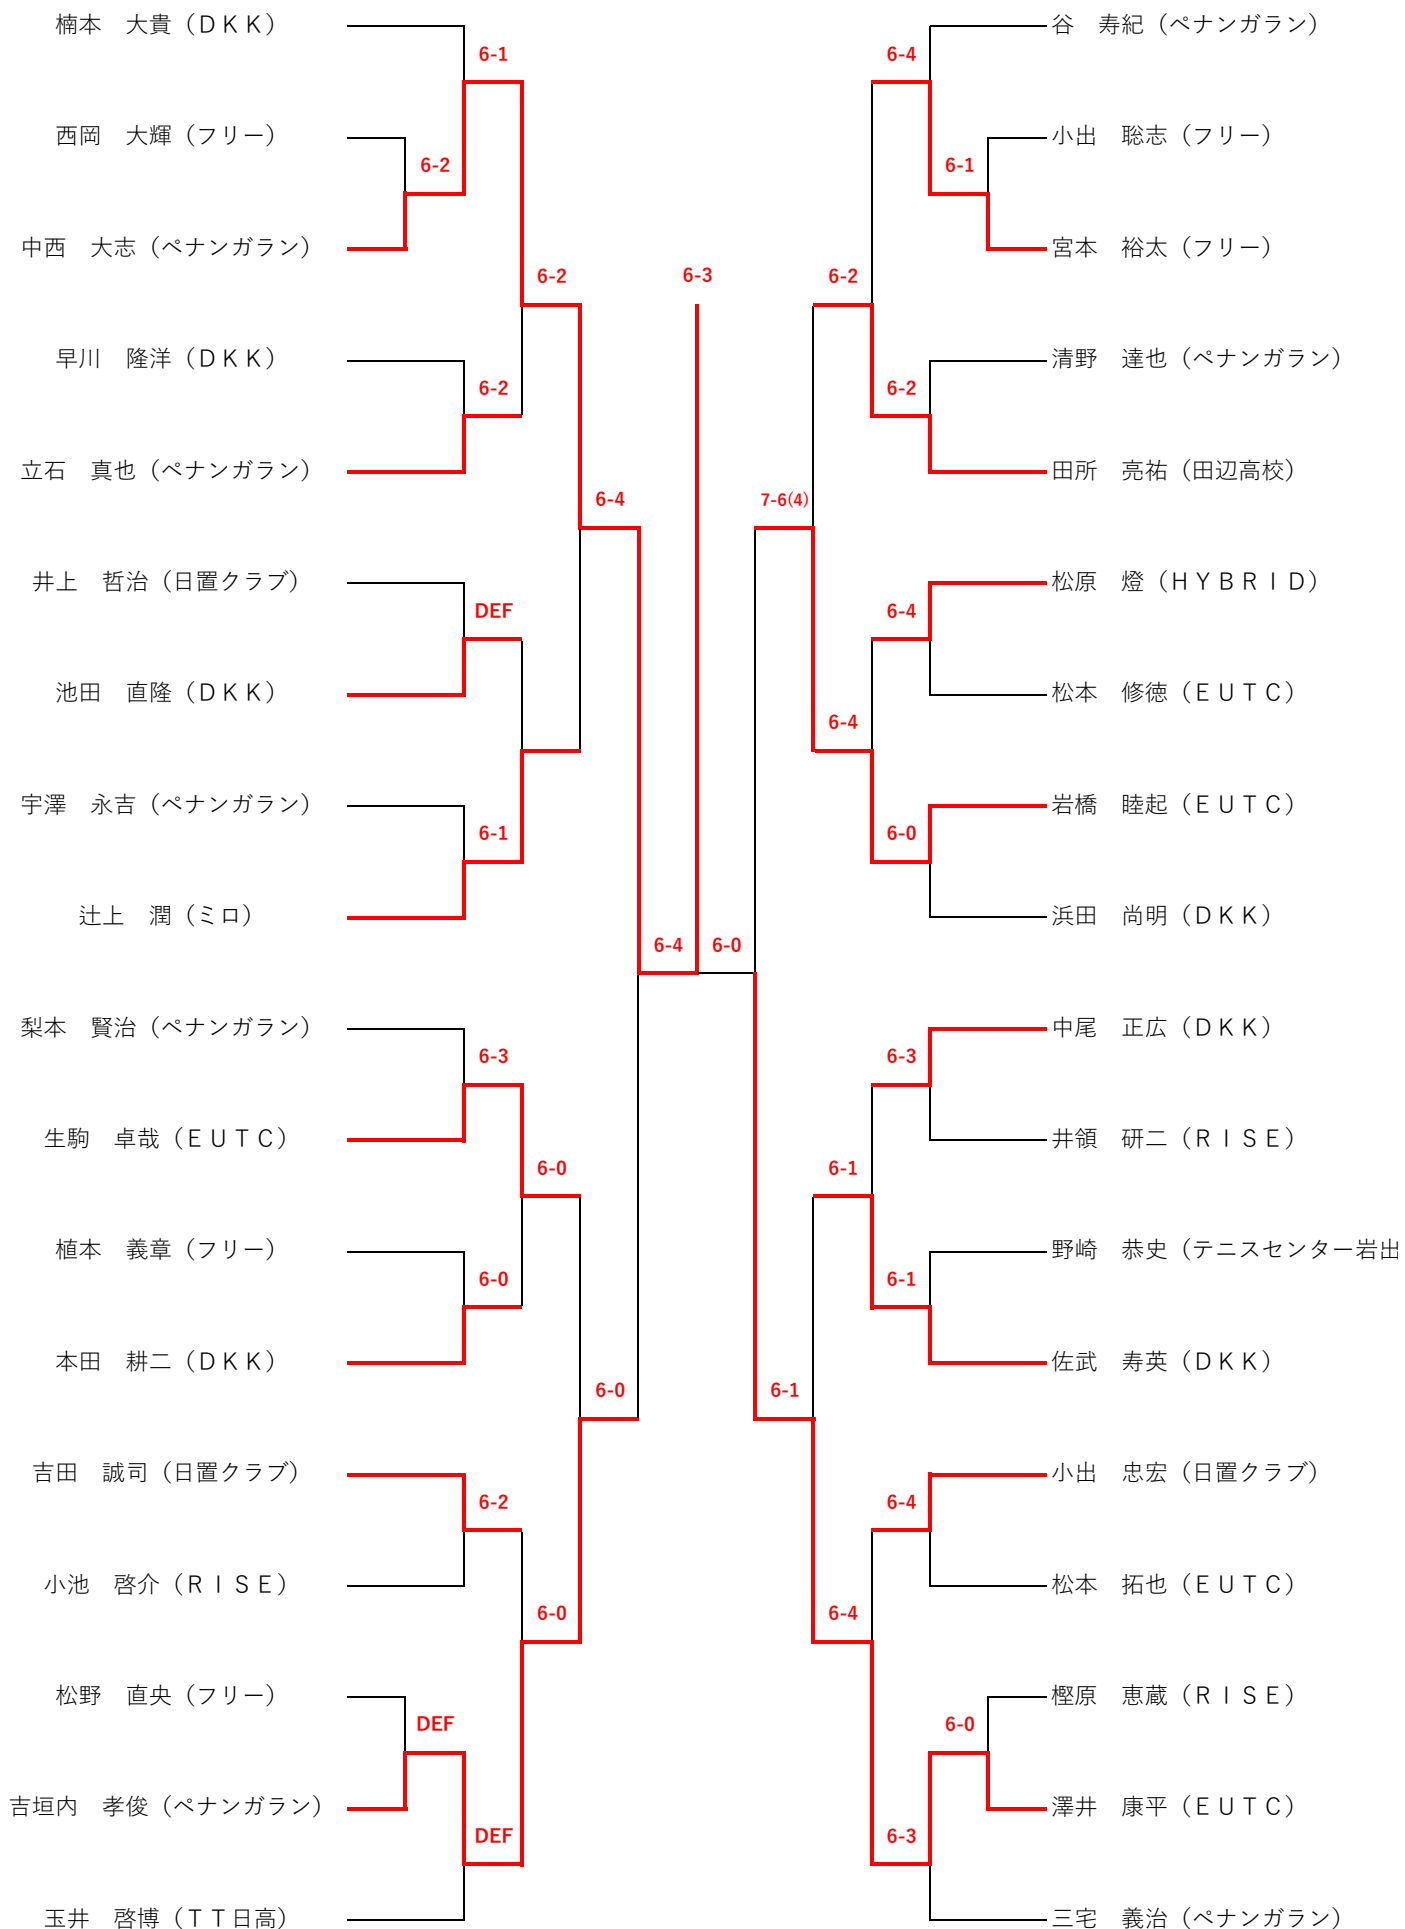 楠本　大貴（ＤＫＫ）
6-1
西岡　大輝（フリー）
6-2
中西　大志（ペナンガラン）
6-2
早川　隆洋（ＤＫＫ）
6-2
立石　真也（ペナンガラン）
6-4
井上　哲治（日置クラブ）
DEF
池田　直隆（ＤＫＫ）
宇澤　永吉（ペナンガラン）
6-1
辻上　潤（ミロ）
6-4
梨本　賢治（ペナンガラン）
6-3
生駒　卓哉（ＥＵＴＣ）
6-0
植本　義章（フリー）
6-0
本田　耕二（ＤＫＫ）
6-0
吉田　誠司（日置クラブ）
6-2
小池　啓介（ＲＩＳＥ）
6-0
松野　直央（フリー）
DEF
吉垣内　孝俊（ペナンガラン）
DEF
玉井　啓博（ＴＴ日高）
6-3
谷　寿紀（ペナンガラン）
6-4
小出　聡志（フリー）
6-1
宮本　裕太（フリー）
6-2
清野　達也（ペナンガラン）
6-2
田所　亮祐（田辺高校）
7-6(4)
松原　燈（ＨＹＢＲＩＤ）
6-4
松本　修徳（ＥＵＴＣ）
6-4
岩橋　睦起（ＥＵＴＣ）
6-0
浜田　尚明（ＤＫＫ）
6-0
中尾　正広（ＤＫＫ）
6-3
井領　研二（ＲＩＳＥ）
6-1
野崎　恭史（テニスセンター岩出
6-1
佐武　寿英（ＤＫＫ）
6-1
小出　忠宏（日置クラブ）
6-4
松本　拓也（ＥＵＴＣ）
6-4
樫原　恵蔵（ＲＩＳＥ）
6-0
澤井　康平（ＥＵＴＣ）
6-3
三宅　義治（ペナンガラン）